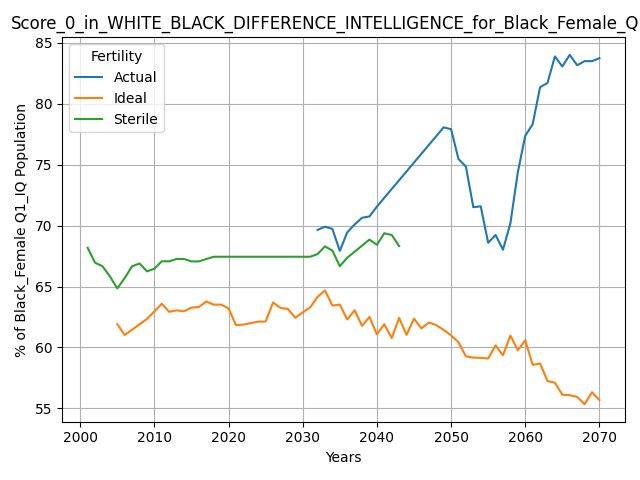 Score_0_in_WHITE_BLACK_DIFFERENCE_INTELLIGENCE_for_Black_Female_Q
Fertility
Actual
Ideal
Sterile
85
80
75
70
65
60
55
% of Black_Female Q1_IQ Population
2000 2010 2020 2030 2040 2050 2060 2070
Years